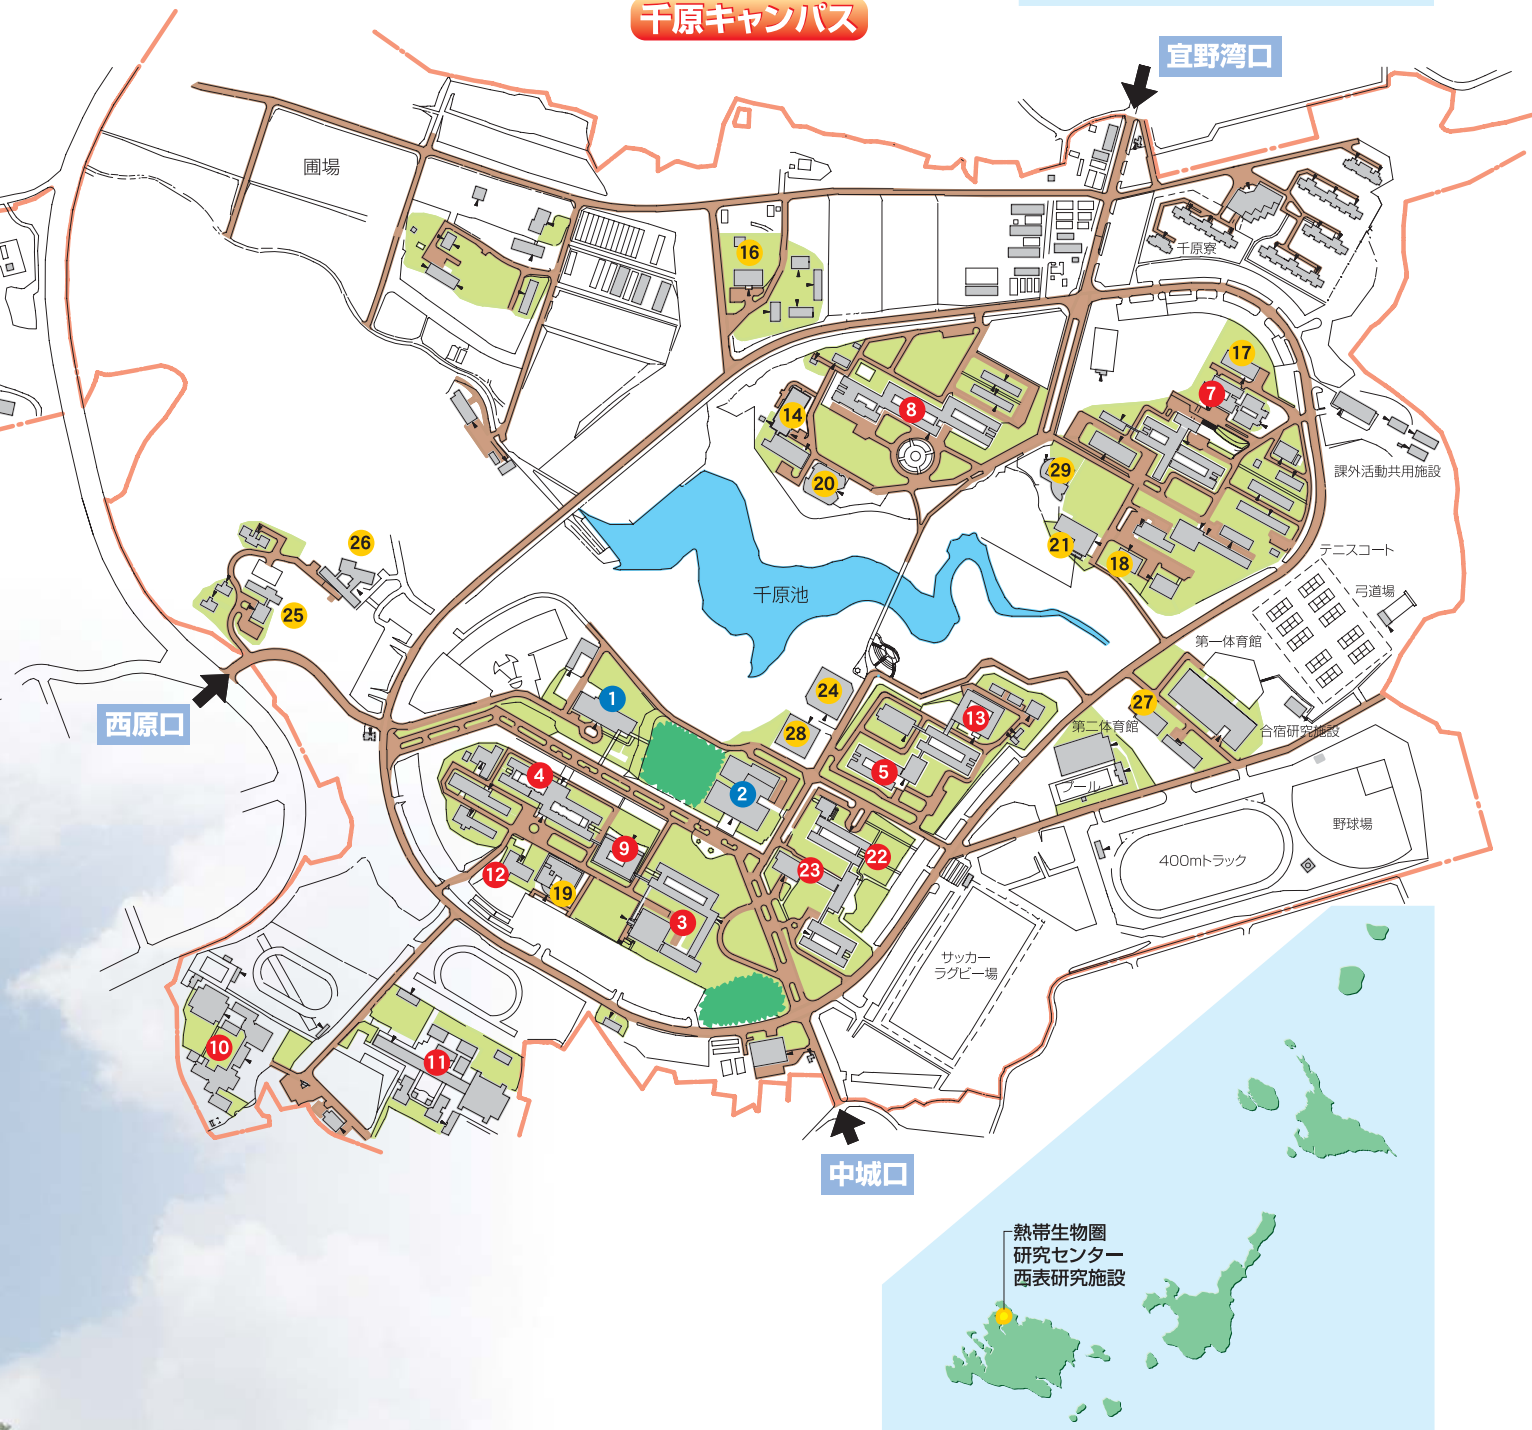 千原キャンパス
宜野湾口
圃場
千原寮
16
17
7
8
14
29
課外活動共用施設
20
21
18
テニスコート
26
弓道場
千原池
25
第一体育館
24
1
27
13
西原口
28
第二体育館
合宿研究施設
5
4
プール
2
野球場
9
22
400mトラック
23
12
19
3
サッカー
ラグビー場
10
11
中城口
熱帯生物圏
研究センター
西表研究施設